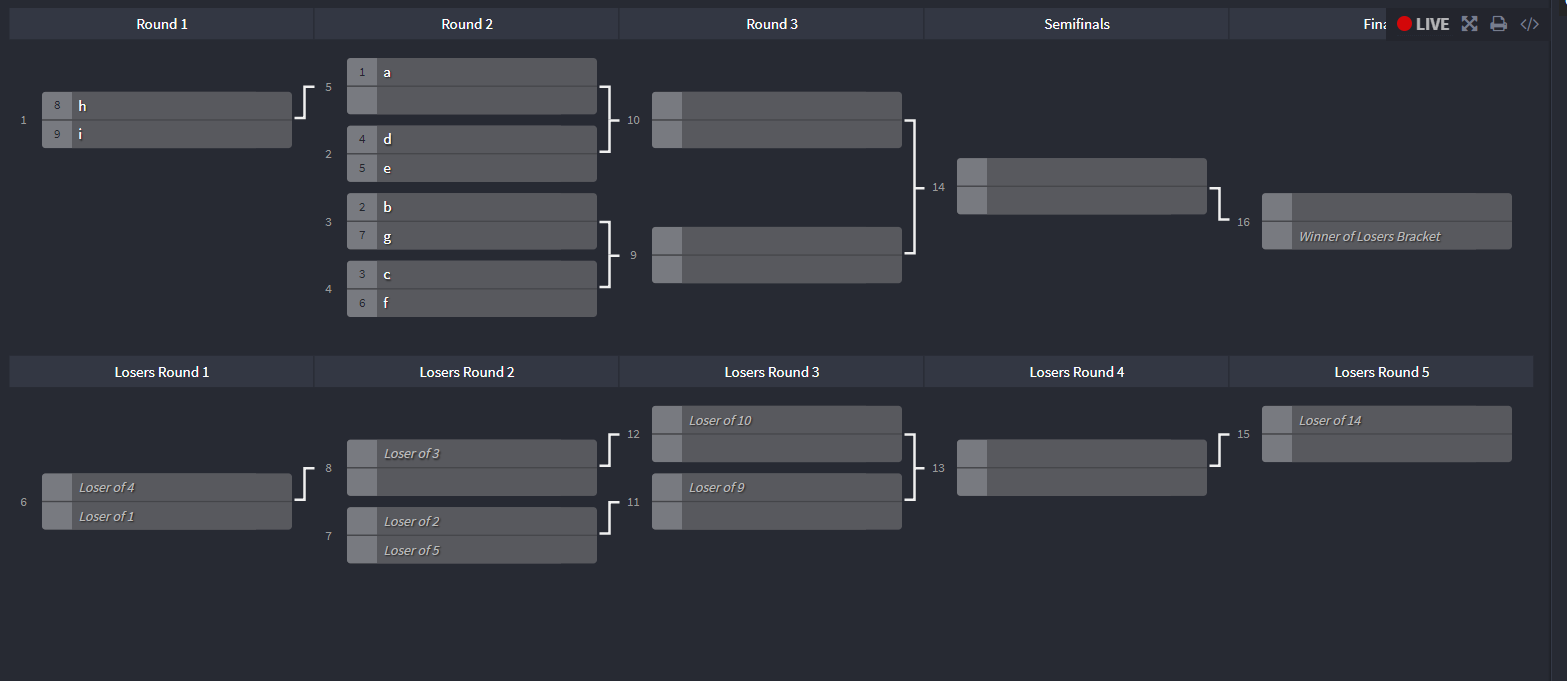 Round 1
Round 2
Round 3
Semifinals
Fina
LIVE
1
8 h
9 i
5
1 a
2
4 d
5 e
3
2 b
7 g
4
3 c
6 f
10
9
14
16
Winner of Losers Bracket
Losers Round 1
Losers Round 2
Losers Round 3
Losers Round 4
Losers Round 5
6
Loser of 4
Loser of 1
8
Loser of 3
7
Loser of 2
Loser of 5
12
Loser of 10
11
Loser of 9
13
15
Loser of 14